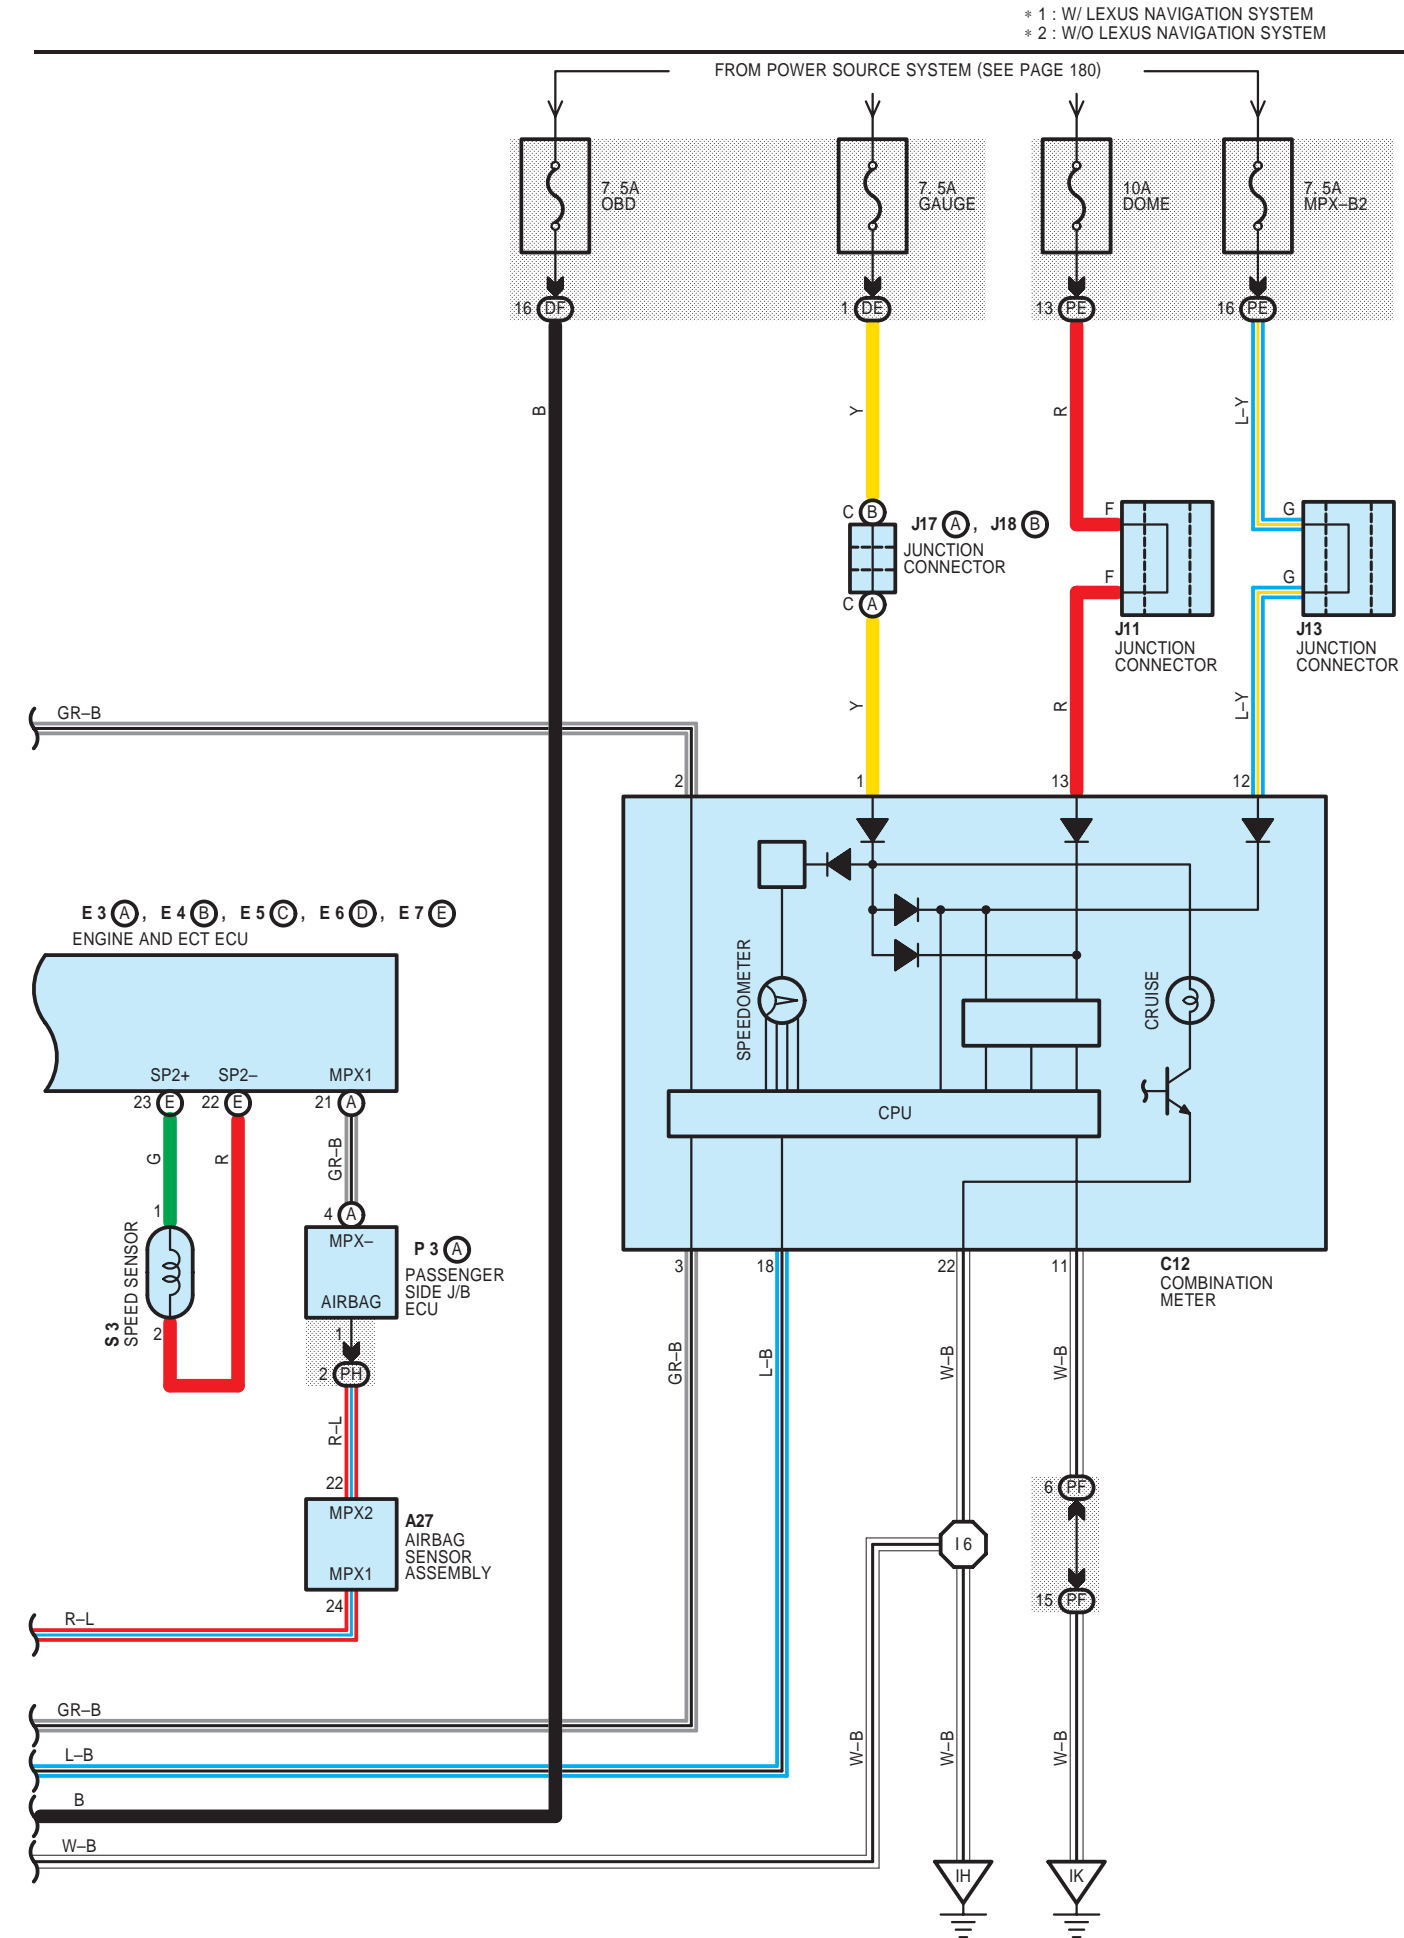 * 1 : W/ LEXUS NAVIGATION SYSTEM
* 2 : W/O LEXUS NAVIGATION SYSTEM
FROM POWER SOURCE SYSTEM (SEE PAGE 180)
7. 5A
OBD
7. 5A
GAUGE
10A
DOME
7. 5A
MPX–B2
16 DF
1 DE
13 PE
16 PE
B
Y
R
L–Y
C B
J17 A , J18 B
JUNCTION
CONNECTOR
C A
F
F
J11
JUNCTION
CONNECTOR
G
G
J13
JUNCTION
CONNECTOR
GR–B
Y
R
L–Y
2
1
13
12
E 3 A , E 4 B , E 5 C , E 6 D , E 7 E
ENGINE AND ECT ECU
SP2+
SP2–
MPX1
23 E
22 E
21 A
SPEEDOMETER
CRUISE
CPU
G
R
GR–B
1
S 3
SPEED SENSOR
2
4 A
MPX–
AIRBAG
P 3 A
PASSENGER
SIDE J/B
ECU
1
2 PH
3
18
22
11
C12
COMBINATION
METER
GR–B
L–B
W–B
W–B
R–L
22
MPX2
MPX1
A27
AIRBAG
SENSOR
ASSEMBLY
24
6 PF
I 6
15 PF
R–L
GR–B
L–B
B
W–B
W–B
W–B
W–B
IH
IK